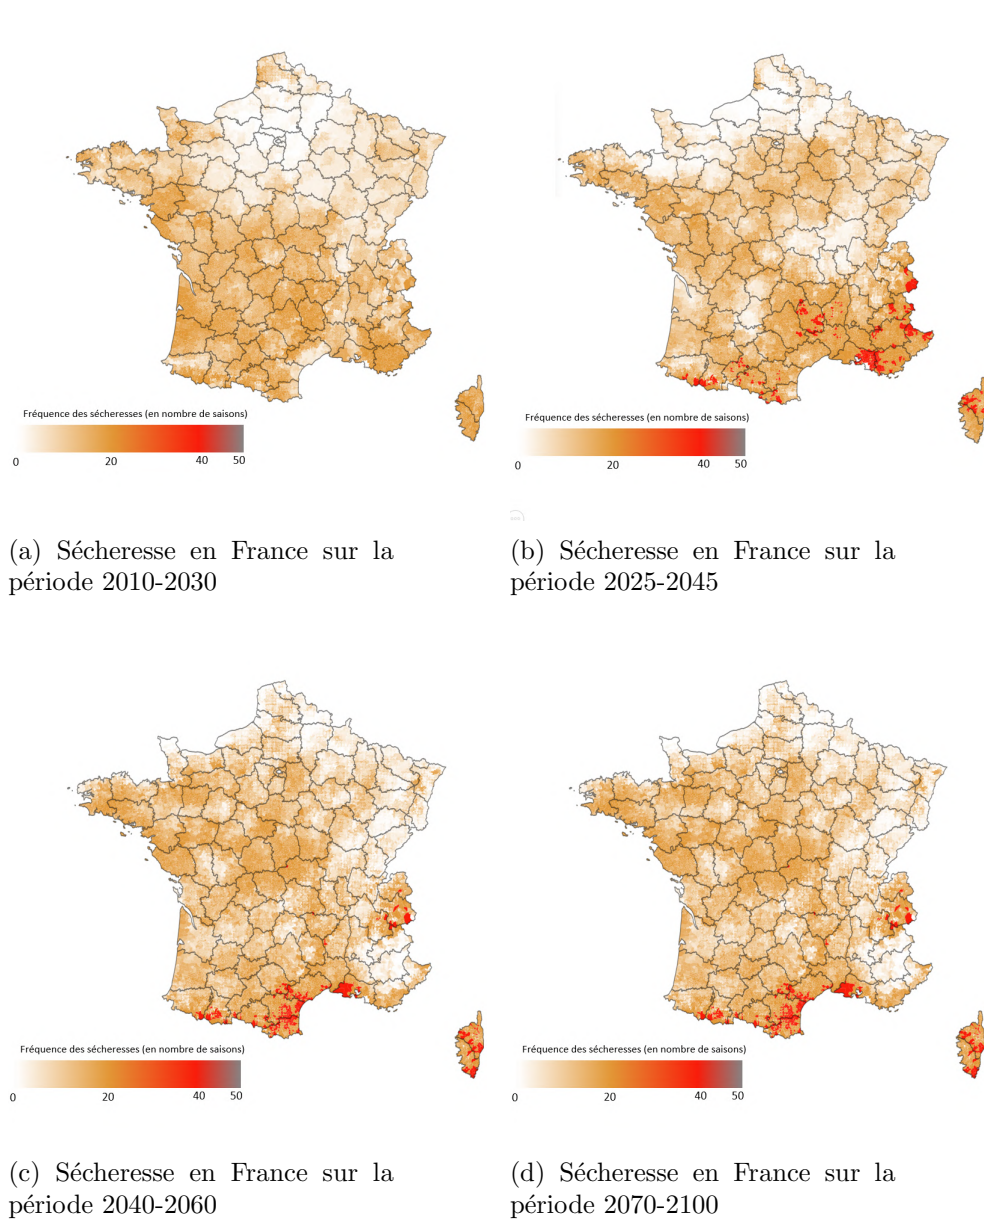 Fréquence des sécheresses (en nombre de saisons)
0 20 40 50
Fréquence des sécheresses (en nombre de saisons)
0 20 40 50
(a) Sécheresse en France sur la
période 2010-2030
(b) Sécheresse en France sur la
période 2025-2045
Fréquence des sécheresses (en nombre de saisons)
0 20 40 50
Fréquence des sécheresses (en nombre de saisons)
0 20 40 50
(c) Sécheresse en France sur la
période 2040-2060
(d) Sécheresse en France sur la
période 2070-2100